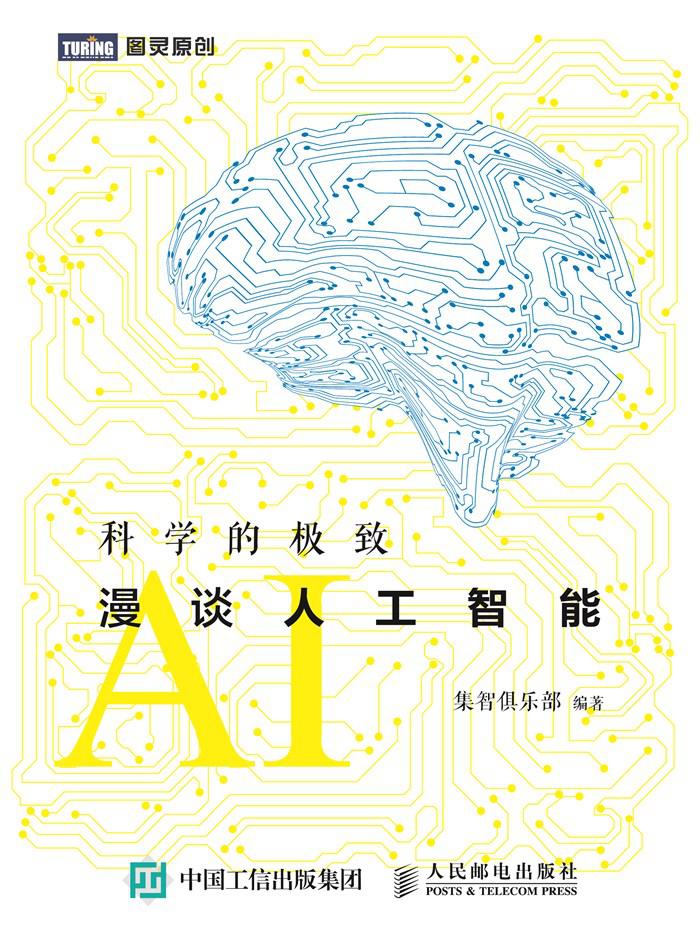 TURING 图灵原创
科学的极致
漫谈人工智能
AI
集智俱乐部 编著
中国工信出版集团
人民邮电出版社
POSTS & TELECOM PRESS